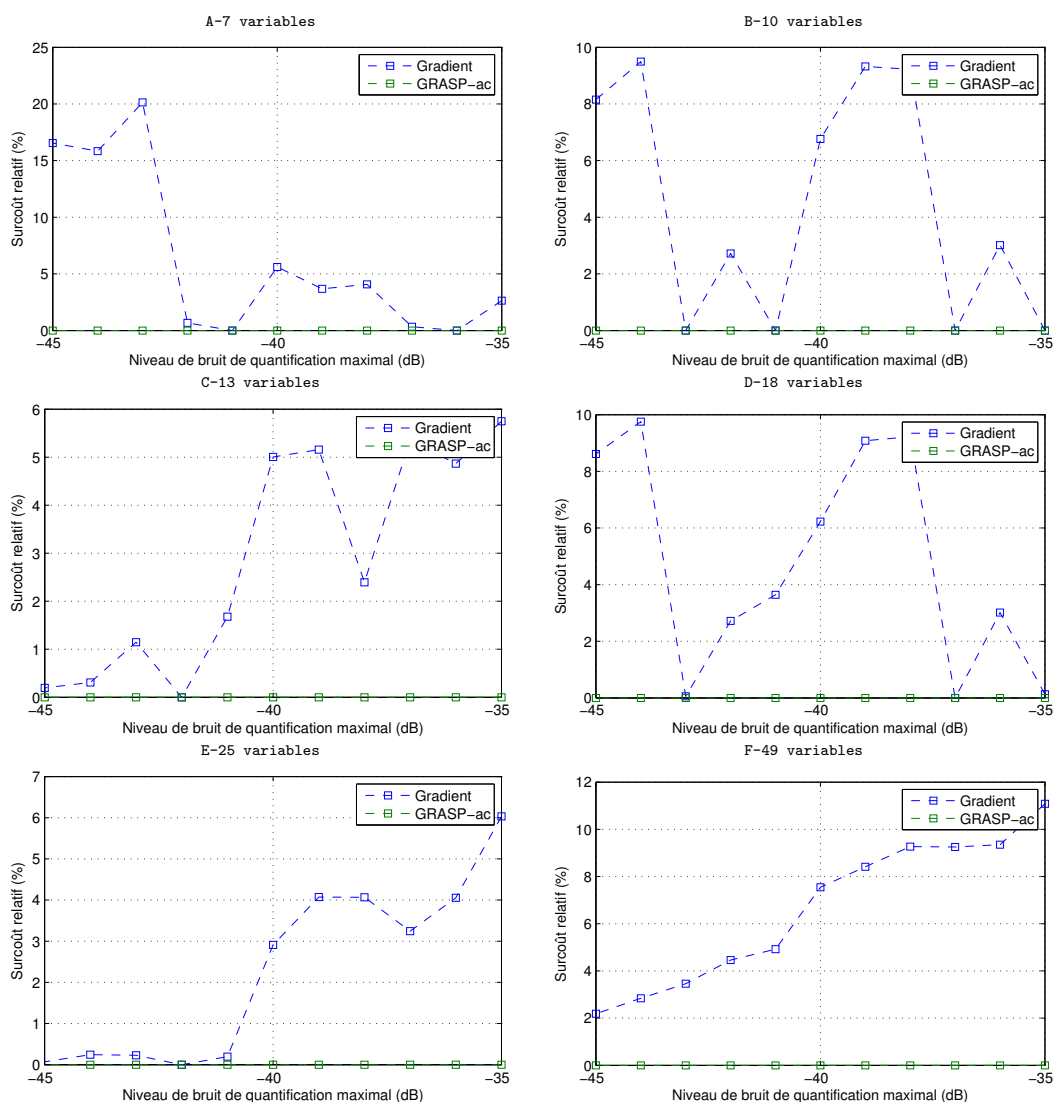 A-7 variables
25
20
15
10
5
0
-45
-40
-35
Surcoût relatif (%)
Niveau de bruit de quantification maximal (dB)
Gradient
GRASP-ac
B-10 variables
10
8
6
4
2
0
-45
-40
-35
Surcoût relatif (%)
Niveau de bruit de quantification maximal (dB)
Gradient
GRASP-ac
C-13 variables
6
5
4
3
2
1
0
-45
-40
-35
Surcoût relatif (%)
Niveau de bruit de quantification maximal (dB)
Gradient
GRASP-ac
D-18 variables
10
8
6
4
2
0
-45
-40
-35
Surcoût relatif (%)
Niveau de bruit de quantification maximal (dB)
Gradient
GRASP-ac
E-25 variables
7
6
5
4
3
2
1
0
-45
-40
-35
Surcoût relatif (%)
Niveau de bruit de quantification maximal (dB)
Gradient
GRASP-ac
F-49 variables
12
10
8
6
4
2
0
-45
-40
-35
Surcoût relatif (%)
Niveau de bruit de quantification maximal (dB)
Gradient
GRASP-ac